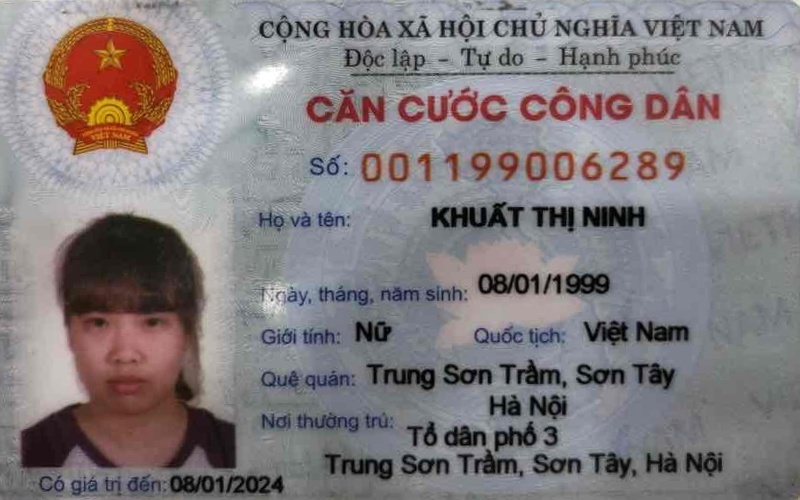 CỘNG HÒA XÃ HỘI CHỦ NGHĨA VIỆT NAM
Độc lập - Tự do - Hạnh phúc
CĂN CƯỚC CÔNG DÂN
Số: 001199006289
Họ và tên: KHUẤT THỊ NINH
Ngày, tháng, năm sinh: 08/01/1999
Giới tính: Nữ Quốc tịch: Việt Nam
Quê quán: Trung Sơn Trầm, Sơn Tây
Hà Nội
Nơi thường trú: Tổ dân phố 3
Trung Sơn Trầm, Sơn Tây, Hà Nội
Có giá trị đến: 08/01/2024